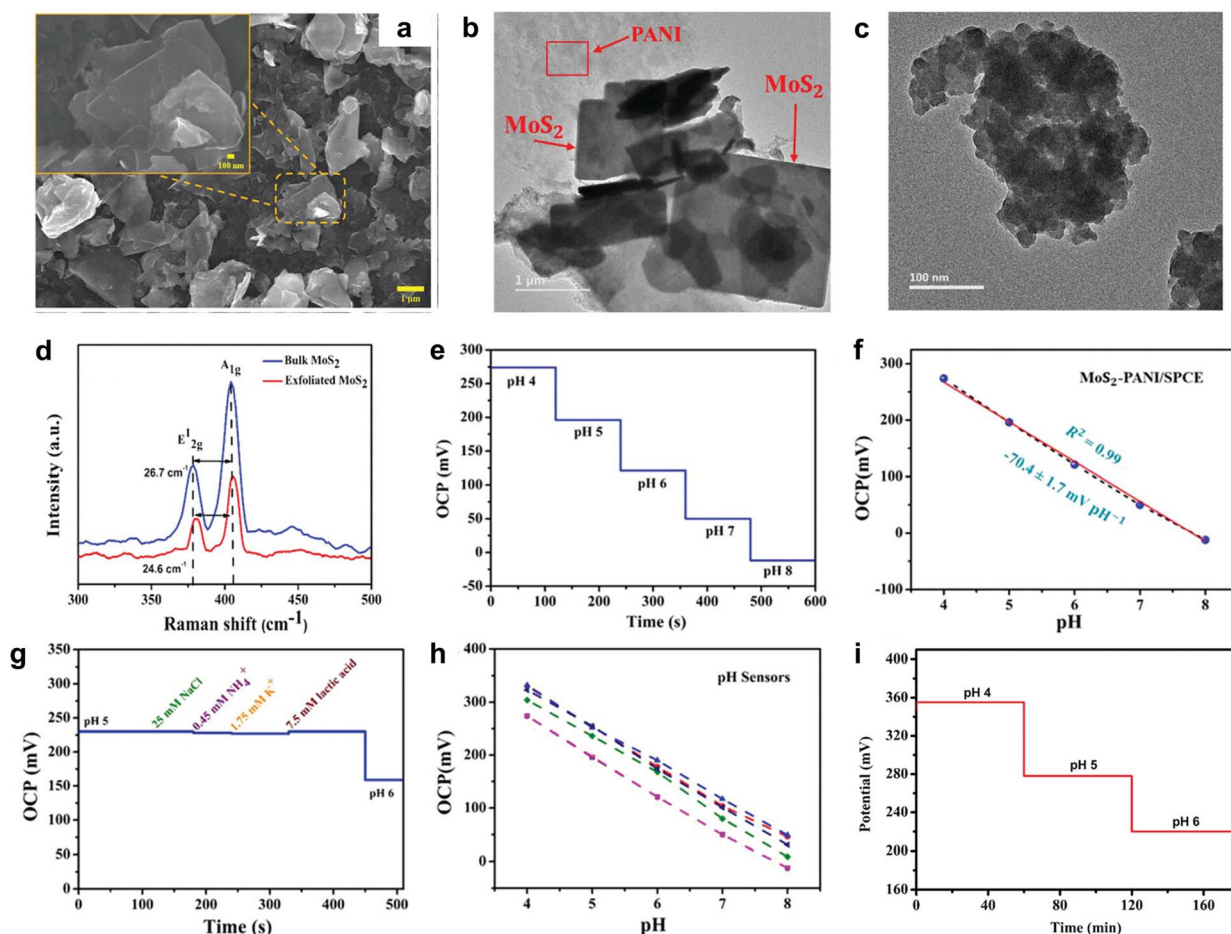 a
100 nm
1 µm
b
PANI
MoS2
MoS2
1 µm
c
100 nm
d
Intensity (a.u.)
A1g
E12g
Bulk MoS2
Exfoliated MoS2
26.7 cm-1
24.6 cm-1
300 350 400 450 500
Raman shift (cm-1)
e
OCP (mV)
300
250
200
150
100
50
0
-50
pH 4
pH 5
pH 6
pH 7
pH 8
0 100 200 300 400 500 600
Time (s)
f
OCP(mV)
300
200
100
0
-100
MoS2-PANI/SPCE
R2 = 0.99
-70.4 ± 1.7 mV pH−1
4 5 6 7 8
pH
g
OCP (mV)
350
300
250
200
150
100
50
0
25 mM NaCl
0.45 mM NH4+
1.75 mM K+
7.5 mM lactic acid
pH 5
pH 6
0 100 200 300 400 500
Time (s)
h
OCP(mV)
400
300
200
100
0
pH Sensors
4 5 6 7 8
pH
i
Potential (mV)
400
360
320
280
240
200
160
pH 4
pH 5
pH 6
0 40 80 120 160
Time (min)